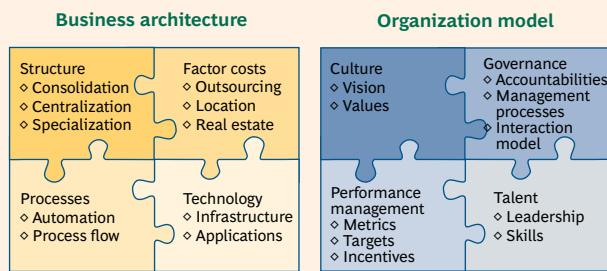 Business architecture
Structure
◇ Consolidation
◇ Centralization
◇ Specialization
Factor costs
◇ Outsourcing
◇ Location
◇ Real estate
Processes
◇ Automation
◇ Process flow
Technology
◇ Infrastructure
◇ Applications
Organization model
Culture
◇ Vision
◇ Values
Governance
◇ Accountabilities
◇ Management
processes
◇ Interaction
model
Performance
management
◇ Metrics
◇ Targets
◇ Incentives
Talent
◇ Leadership
◇ Skills